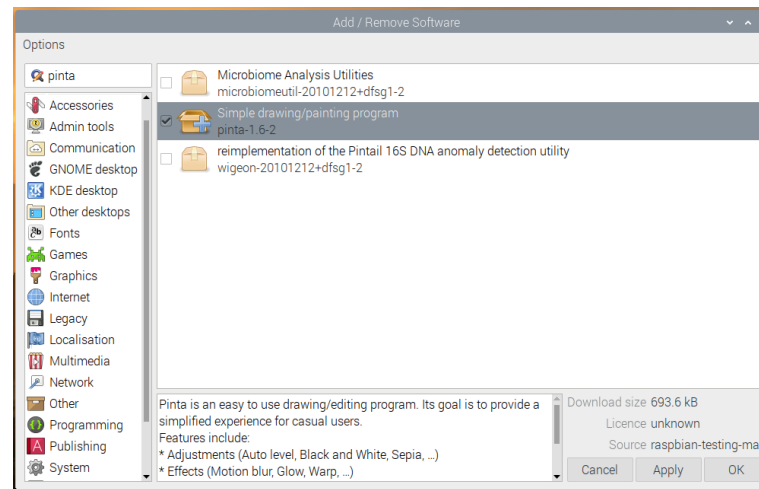 Add / Remove Software
Options
pinta
Accessories
Admin tools
Communication
GNOME desktop
KDE desktop
Other desktops
Fonts
Games
Graphics
Internet
Legacy
Localisation
Multimedia
Network
Other
Programming
Publishing
System
Microbiome Analysis Utilities
microbiomeutil-20101212+dfsg1-2
Simple drawing/painting program
pinta-1.6-2
reimplementation of the Pintail 16S DNA anomaly detection utility
wigeon-20101212+dfsg1-2
Pinta is an easy to use drawing/editing program. Its goal is to provide a
simplified experience for casual users.
Features include:
* Adjustments (Auto level, Black and White, Sepia, ...)
* Effects (Motion blur, Glow, Warp, ...)
Download size 693.6 kB
Licence unknown
Source raspbian-testing-ma
Cancel Apply OK